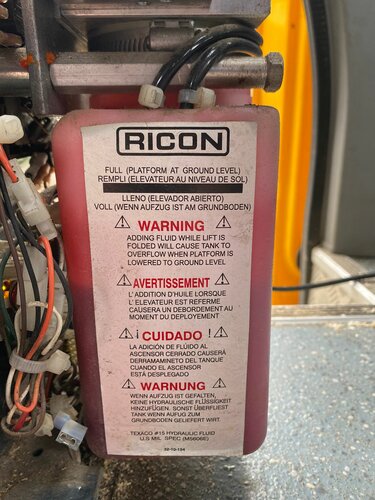 RICON
FULL (PLATFORM AT GROUND LEVEL)
REMPLI (ELEVATEUR AU NIVEAU DE SOL)
LLENO (ELEVADOR ABIERTO)
VOLL (WENN AUFZUG IST AM GRUNDBODEN)
WARNING
ADDING FLUID WHILE LIFT IS
FOLDED WILL CAUSE TANK TO
OVERFLOW WHEN PLATFORM IS
LOWERED TO GROUND LEVEL
AVERTISSEMENT
L' ADDITION D'HUILE LORSQUE
L' ELEVATEUR EST REFERME
CAUSERA UN DEBORDEMENT AU
MOMENT DU DEPLOYEMENT
¡ CUIDADO !
LA ADICIÓN DE FLÚIDO AL
ASCENSOR CERRADO CAUSERÁ
DERRAMAMINETO DEL TANQUE
CUANDO EL ASCENSOR
ESTÁ DESPLEGADO
WARNUNG
WENN AUFZUG IST GEFALTEN,
KEINE HYDRAULISCHE FLÜSSIGKEIT
HINZUFÜGEN. SONST ÜBERFLIEST
TANK WENN AUFUG ZUM
GRUNDBODEN GELIEFERT WIRT.
TEXACO #15 HYDRAULIC FLUID
U.S MIL. SPEC (M5606E)
32-10-104